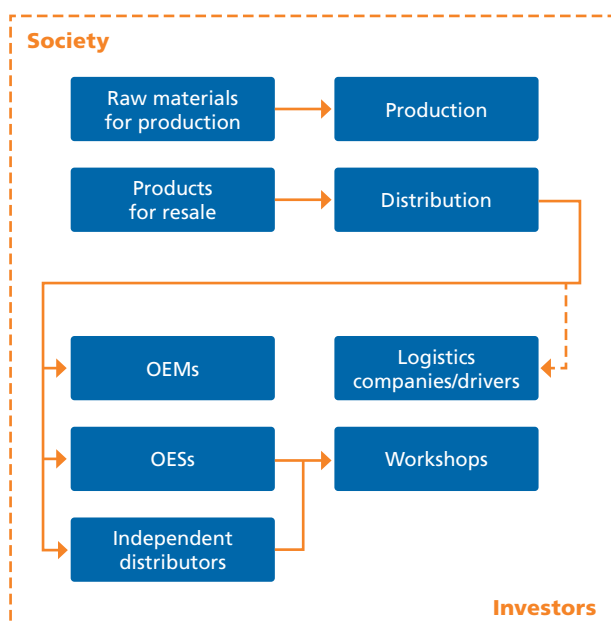 Society
Raw materials
for production
Production
Products
for resale
Distribution
OEMs
Logistics
companies/drivers
OESs
Workshops
Independent
distributors
Investors